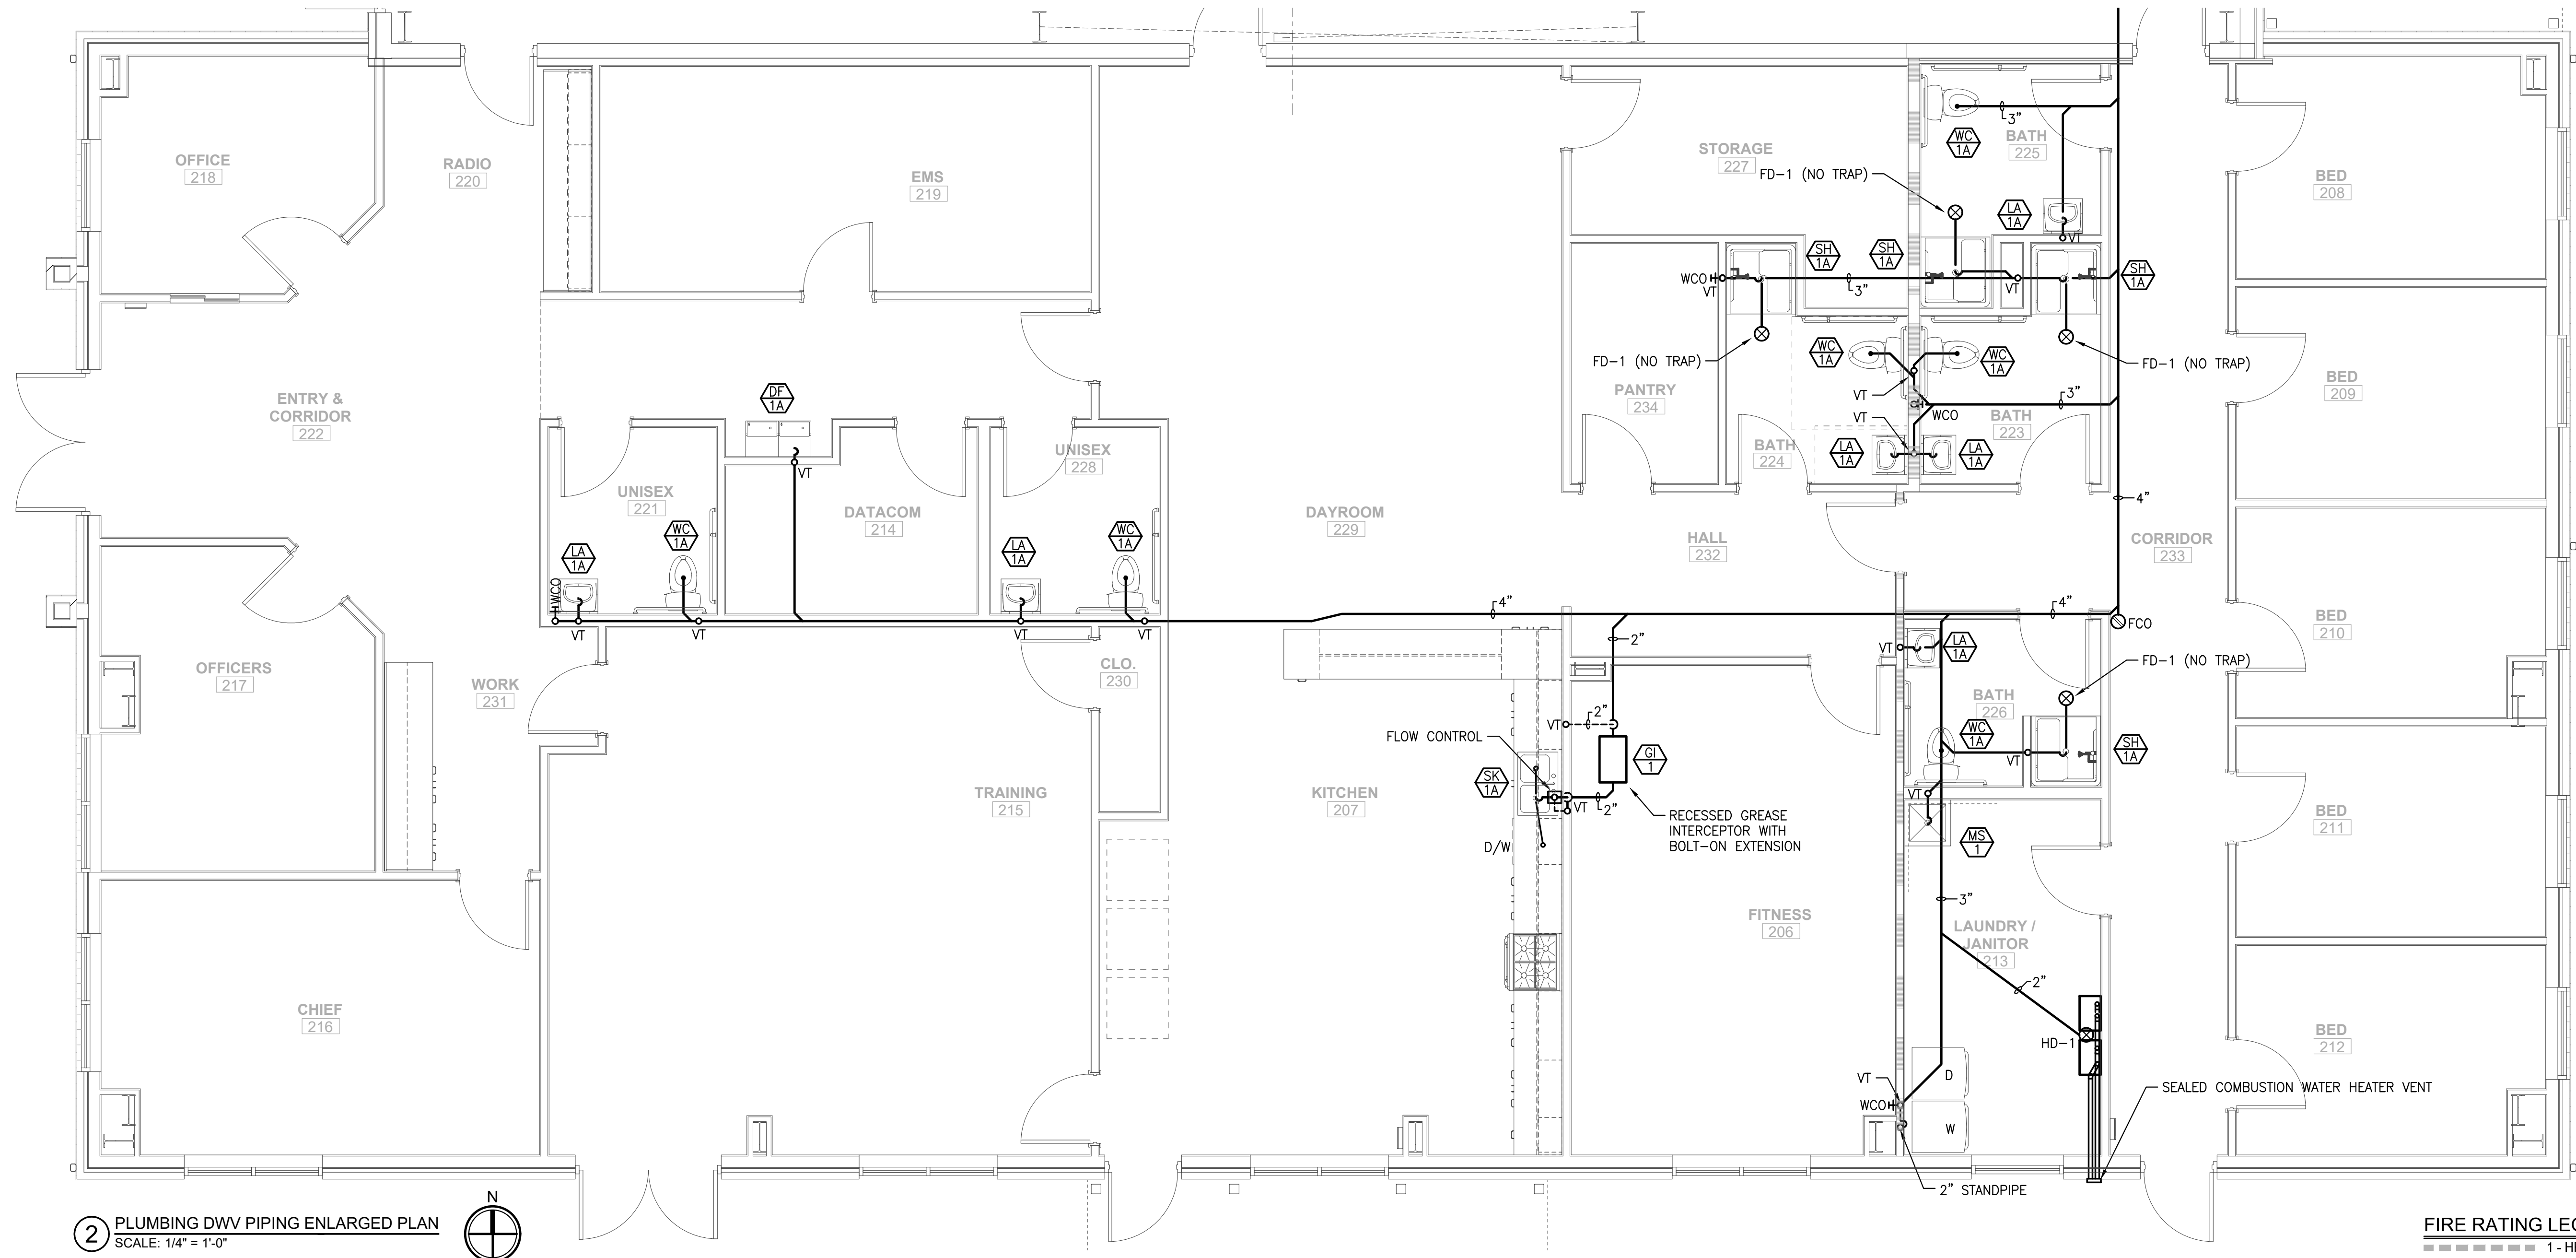 OFFICE
218
RADIO
220
EMS
219
STORAGE
227
FD-1 (NO TRAP)
WC
1A
3"
BATH
225
LA
1A
VT
BED
208
SH
1A
SH
1A
SH
1A
WCO
VT
3"
VT
FD-1 (NO TRAP)
FD-1 (NO TRAP)
WC
1A
WC
1A
VT
VT
WCO
3"
PANTRY
234
BATH
224
BATH
223
LA
1A
LA
1A
BED
209
ENTRY &
CORRIDOR
222
DF
1A
VT
UNISEX
221
DATACOM
214
UNISEX
228
DAYROOM
229
HALL
232
4"
CORRIDOR
233
LA
1A
WC
1A
LA
1A
WC
1A
WCO
VT
VT
VT
VT
4"
4"
FCO
BED
210
OFFICERS
217
WORK
231
CLO.
230
2"
VT
LA
1A
FD-1 (NO TRAP)
BATH
226
WC
1A
VT
SH
1A
VT
2"
FLOW CONTROL
GI
1
SK
1A
VT
2"
D/W
RECESSED GREASE
INTERCEPTOR WITH
BOLT-ON EXTENSION
TRAINING
215
KITCHEN
207
VT
MS
1
BED
211
3"
FITNESS
206
LAUNDRY /
JANITOR
213
2"
HD-1
CHIEF
216
BED
212
VT
WCO
D
W
SEALED COMBUSTION WATER HEATER VENT
2" STANDPIPE
N
2
PLUMBING DWV PIPING ENLARGED PLAN
SCALE: 1/4" = 1'-0"
FIRE RATING